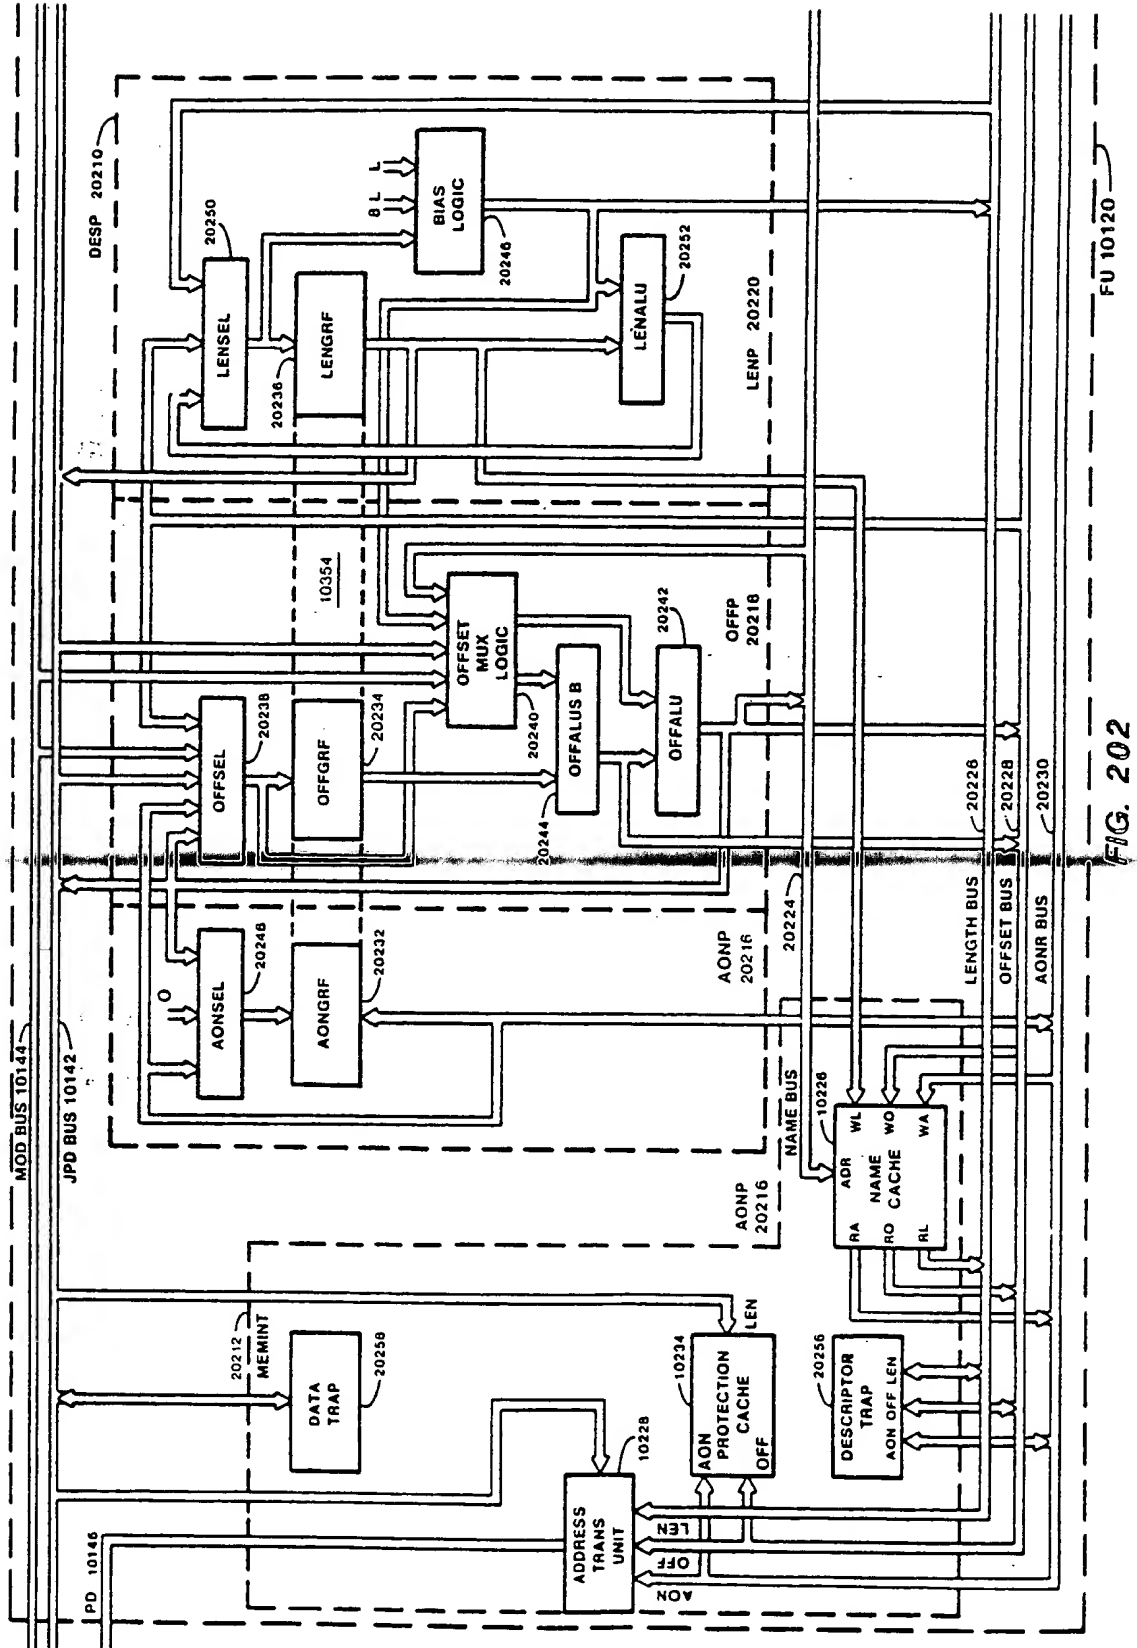 MOD BUS 10144
JPD BUS 10142
PD 10146
DESP 20210
20250
LENSEL
20236
LENGRF
BL
L
BIAS
LOGIC
20246
LENALU
20252
LENP 20220
10354
OFFSEL
20238
OFFGRF
20234
OFFSET
MUX
LOGIC
20240
OFFALUS B
20244
OFFALU
20242
OFFP
20218
O
AONSEL
20248
AONGRF
20232
AONP
20216
20224
NAME BUS
LENGTH BUS
20226
OFFSET BUS
20228
AONR BUS
20230
AONP
20216
10226
ADR
WL
WO
WA
NAME
CACHE
RA
RO
RL
20212
MEMINT
DATA
TRAP
20258
10234
LEN
AON
PROTECTION
CACHE
OFF
20256
DESCRIPTOR
TRAP
AON OFF LEN
10228
ADDRESS
TRANS
UNIT
LEN
OFF
AON
FU 10120
FIG. 202